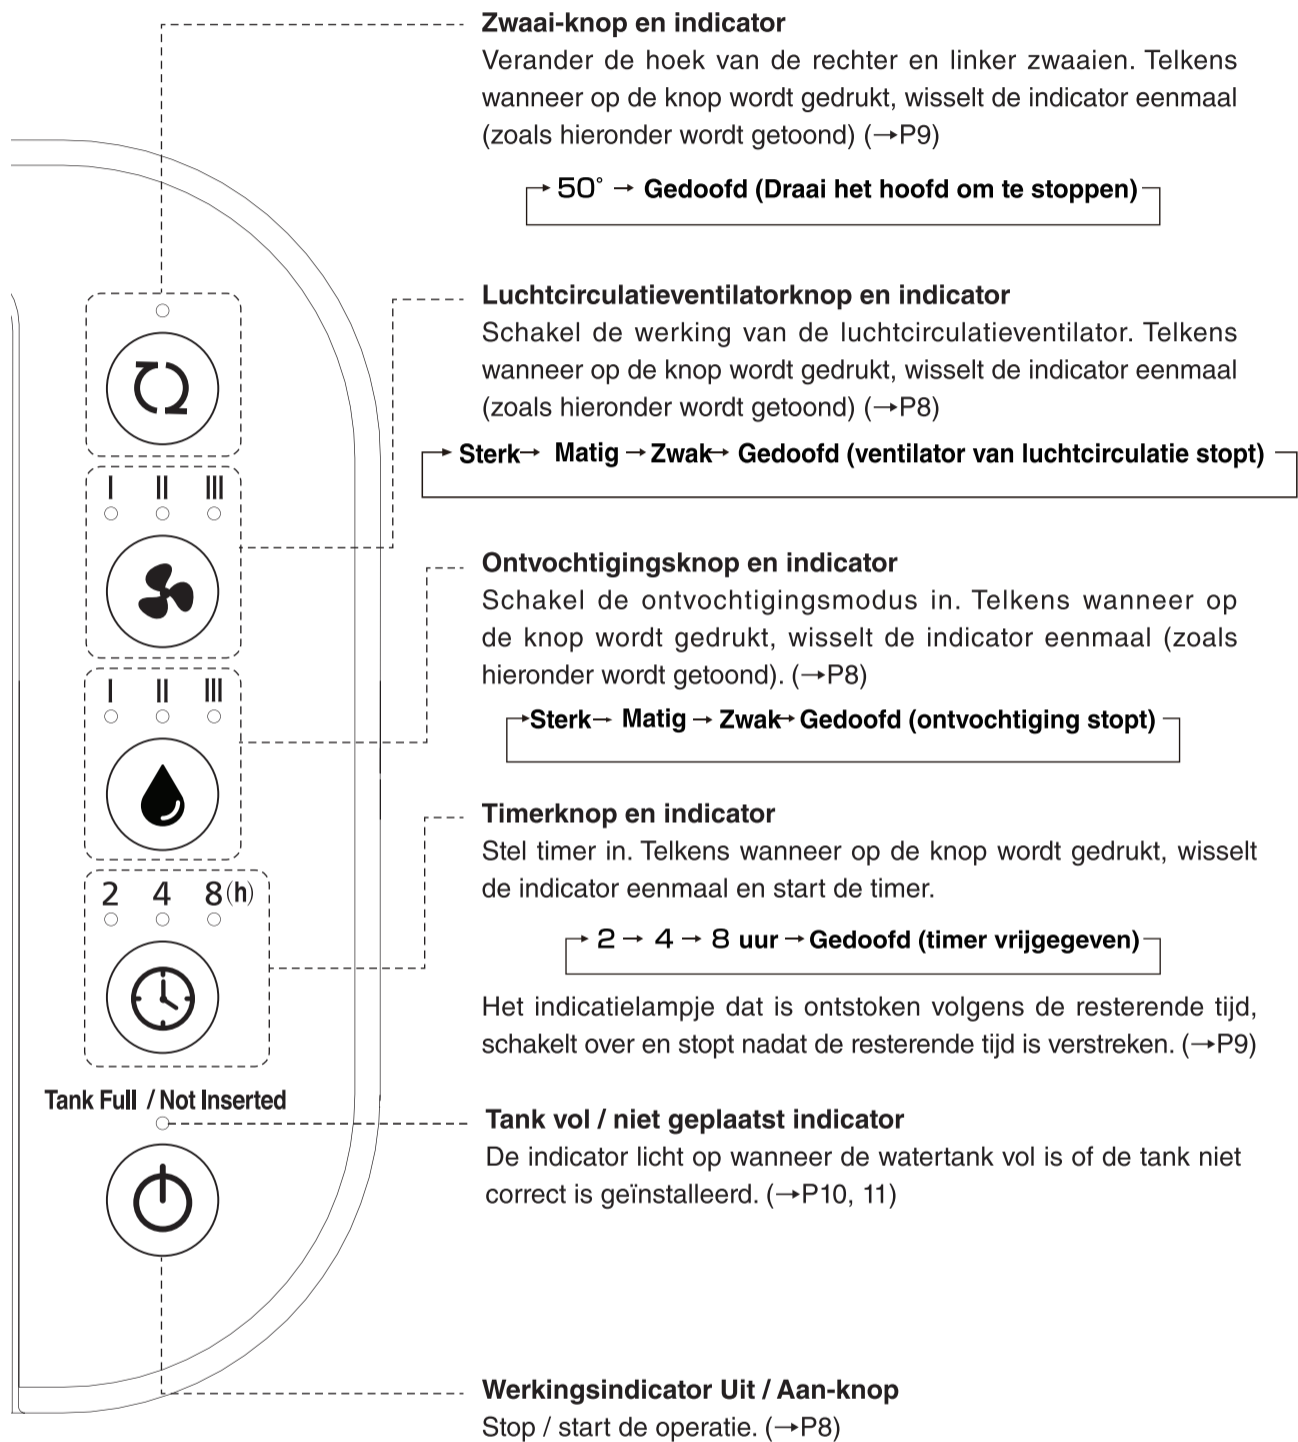 Zwaai-knop en indicator
Verander de hoek van de rechter en linker zwaaien. Telkens
wanneer op de knop wordt gedrukt, wisselt de indicator eenmaal
(zoals hieronder wordt getoond) (→P9)
→ 50° → Gedoofd (Draai het hoofd om te stoppen)
Luchtcirculatieventilatorknop en indicator
Schakel de werking van de luchtcirculatieventilator. Telkens
wanneer op de knop wordt gedrukt, wisselt de indicator eenmaal
(zoals hieronder wordt getoond) (→P8)
→ Sterk→ Matig → Zwak→ Gedoofd (ventilator van luchtcirculatie stopt)
I II III
Ontvochtigingsknop en indicator
Schakel de ontvochtigingsmodus in. Telkens wanneer op
de knop wordt gedrukt, wisselt de indicator eenmaal (zoals
hieronder wordt getoond). (→P8)
I II III
→Sterk→ Matig → Zwak→ Gedoofd (ontvochtiging stopt)
Timerknop en indicator
Stel timer in. Telkens wanneer op de knop wordt gedrukt, wisselt
de indicator eenmaal en start de timer.
2 4 8(h)
→ 2 → 4 → 8 uur → Gedoofd (timer vrijgegeven)
Het indicatielampje dat is ontstoken volgens de resterende tijd,
schakelt over en stopt nadat de resterende tijd is verstreken. (→P9)
Tank Full / Not Inserted
Tank vol / niet geplaatst indicator
De indicator licht op wanneer de watertank vol is of de tank niet
correct is geïnstalleerd. (→P10, 11)
Werkingsindicator Uit / Aan-knop
Stop / start de operatie. (→P8)